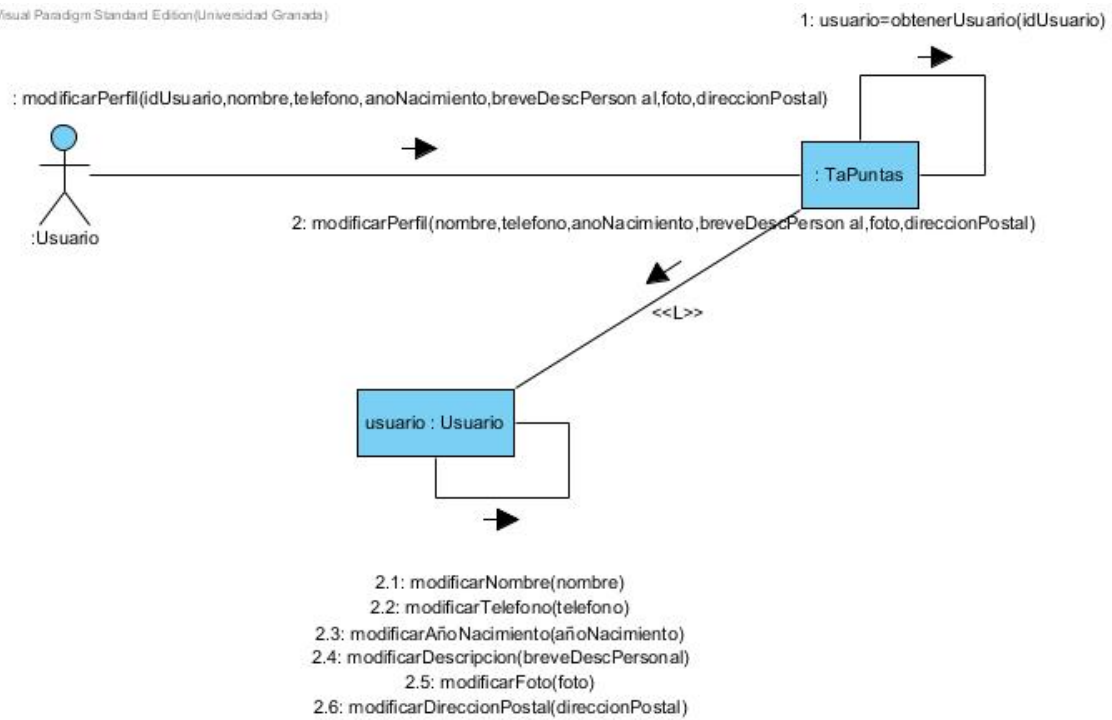 Visual Paradigm Standard Edition(Universidad Granada)
1: usuario=obtenerUsuario(idUsuario)
: modificarPerfil(idUsuario,nombre,telefono,anoNacimiento,breveDescPerson al,foto,direccionPostal)
: TaPuntas
:Usuario
2: modificarPerfil(nombre,telefono,anoNacimiento,breveDescPerson al,foto,direccionPostal)
<<L>>
usuario : Usuario
2.1: modificarNombre(nombre)
2.2: modificarTelefono(telefono)
2.3: modificarAñoNacimiento(añoNacimiento)
2.4: modificarDescripcion(breveDescPersonal)
2.5: modificarFoto(foto)
2.6: modificarDireccionPostal(direccionPostal)